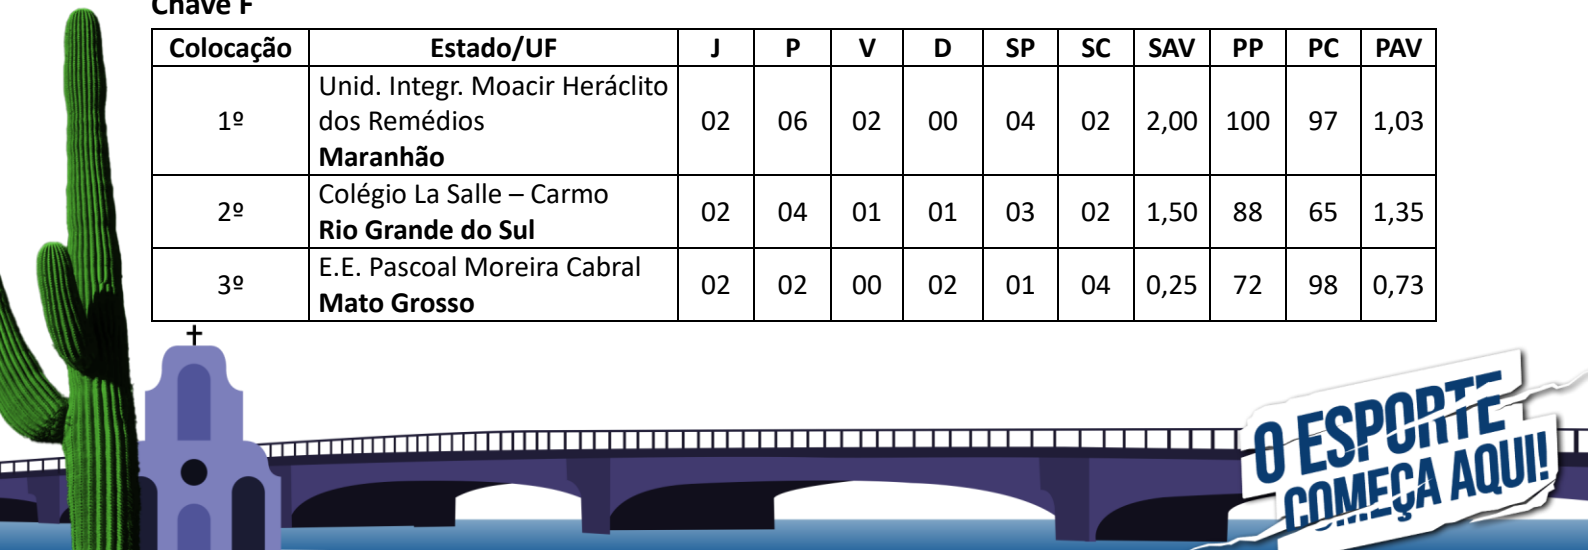 Chave F
Colocação Estado/UF J P V D SP SC SAV PP PC PAV
Unid. Integr. Moacir Heráclito
1º dos Remédios 02 06 02 00 04 02 2,00 100 97 1,03
Maranhão
Colégio La Salle – Carmo
2º 02 04 01 01 03 02 1,50 88 65 1,35
Rio Grande do Sul
E.E. Pascoal Moreira Cabral
3º 02 02 00 02 01 04 0,25 72 98 0,73
Mato Grosso
O ESPORTE
COMEÇA AQUI!